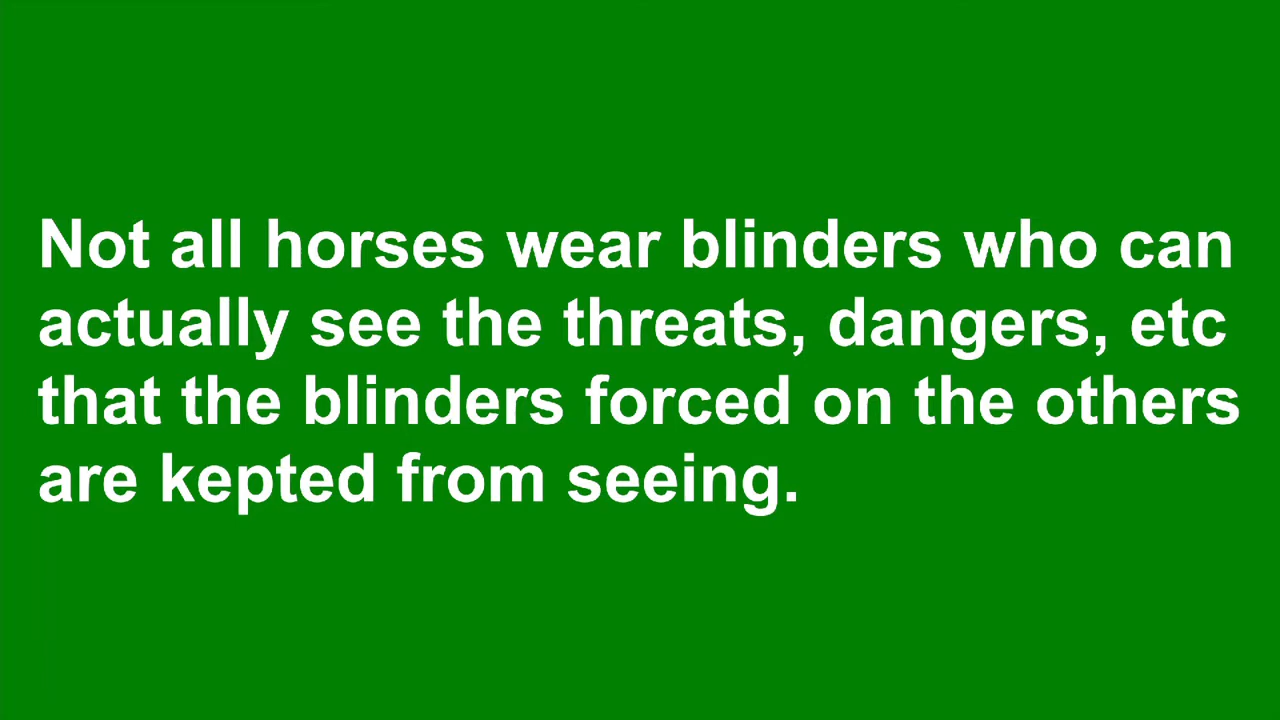 Not all horses wear blinders who can
actually see the threats, dangers, etc
that the blinders forced on the others
are kepted from seeing.